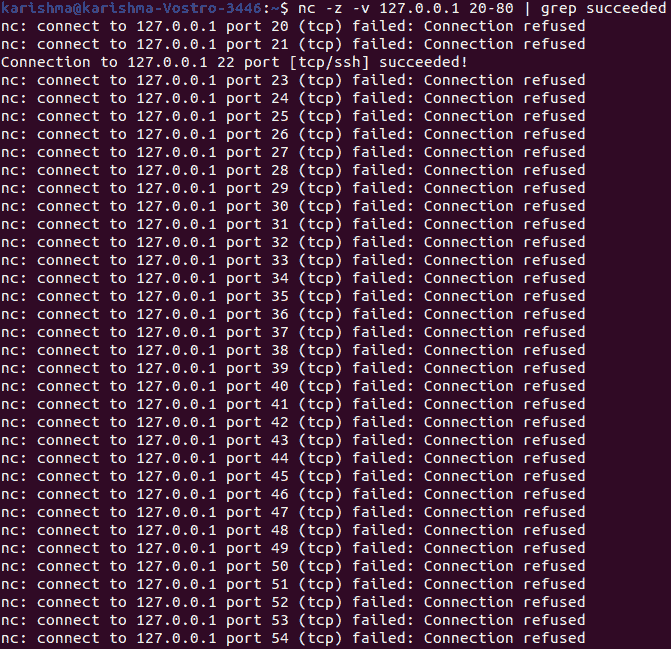 karishma@karishma-Vostro-3446:~$ nc -z -v 127.0.0.1 20-80 | grep succeeded
nc: connect to 127.0.0.1 port 20 (tcp) failed: Connection refused
nc: connect to 127.0.0.1 port 21 (tcp) failed: Connection refused
Connection to 127.0.0.1 22 port [tcp/ssh] succeeded!
nc: connect to 127.0.0.1 port 23 (tcp) failed: Connection refused
nc: connect to 127.0.0.1 port 24 (tcp) failed: Connection refused
nc: connect to 127.0.0.1 port 25 (tcp) failed: Connection refused
nc: connect to 127.0.0.1 port 26 (tcp) failed: Connection refused
nc: connect to 127.0.0.1 port 27 (tcp) failed: Connection refused
nc: connect to 127.0.0.1 port 28 (tcp) failed: Connection refused
nc: connect to 127.0.0.1 port 29 (tcp) failed: Connection refused
nc: connect to 127.0.0.1 port 30 (tcp) failed: Connection refused
nc: connect to 127.0.0.1 port 31 (tcp) failed: Connection refused
nc: connect to 127.0.0.1 port 32 (tcp) failed: Connection refused
nc: connect to 127.0.0.1 port 33 (tcp) failed: Connection refused
nc: connect to 127.0.0.1 port 34 (tcp) failed: Connection refused
nc: connect to 127.0.0.1 port 35 (tcp) failed: Connection refused
nc: connect to 127.0.0.1 port 36 (tcp) failed: Connection refused
nc: connect to 127.0.0.1 port 37 (tcp) failed: Connection refused
nc: connect to 127.0.0.1 port 38 (tcp) failed: Connection refused
nc: connect to 127.0.0.1 port 39 (tcp) failed: Connection refused
nc: connect to 127.0.0.1 port 40 (tcp) failed: Connection refused
nc: connect to 127.0.0.1 port 41 (tcp) failed: Connection refused
nc: connect to 127.0.0.1 port 42 (tcp) failed: Connection refused
nc: connect to 127.0.0.1 port 43 (tcp) failed: Connection refused
nc: connect to 127.0.0.1 port 44 (tcp) failed: Connection refused
nc: connect to 127.0.0.1 port 45 (tcp) failed: Connection refused
nc: connect to 127.0.0.1 port 46 (tcp) failed: Connection refused
nc: connect to 127.0.0.1 port 47 (tcp) failed: Connection refused
nc: connect to 127.0.0.1 port 48 (tcp) failed: Connection refused
nc: connect to 127.0.0.1 port 49 (tcp) failed: Connection refused
nc: connect to 127.0.0.1 port 50 (tcp) failed: Connection refused
nc: connect to 127.0.0.1 port 51 (tcp) failed: Connection refused
nc: connect to 127.0.0.1 port 52 (tcp) failed: Connection refused
nc: connect to 127.0.0.1 port 53 (tcp) failed: Connection refused
nc: connect to 127.0.0.1 port 54 (tcp) failed: Connection refused